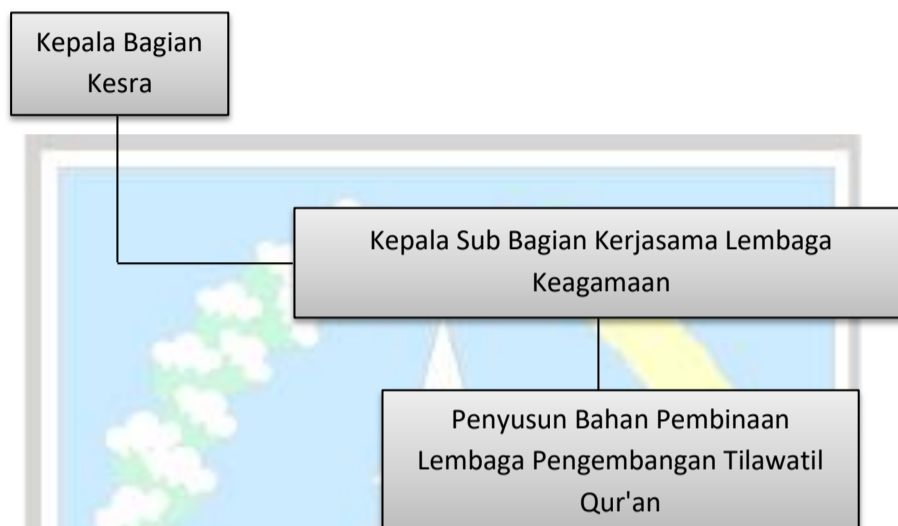 Kepala Bagian
Kesra
Kepala Sub Bagian Kerjasama Lembaga
Keagamaan
Penyusun Bahan Pembinaan
Lembaga Pengembangan Tilawatil
Qur'an